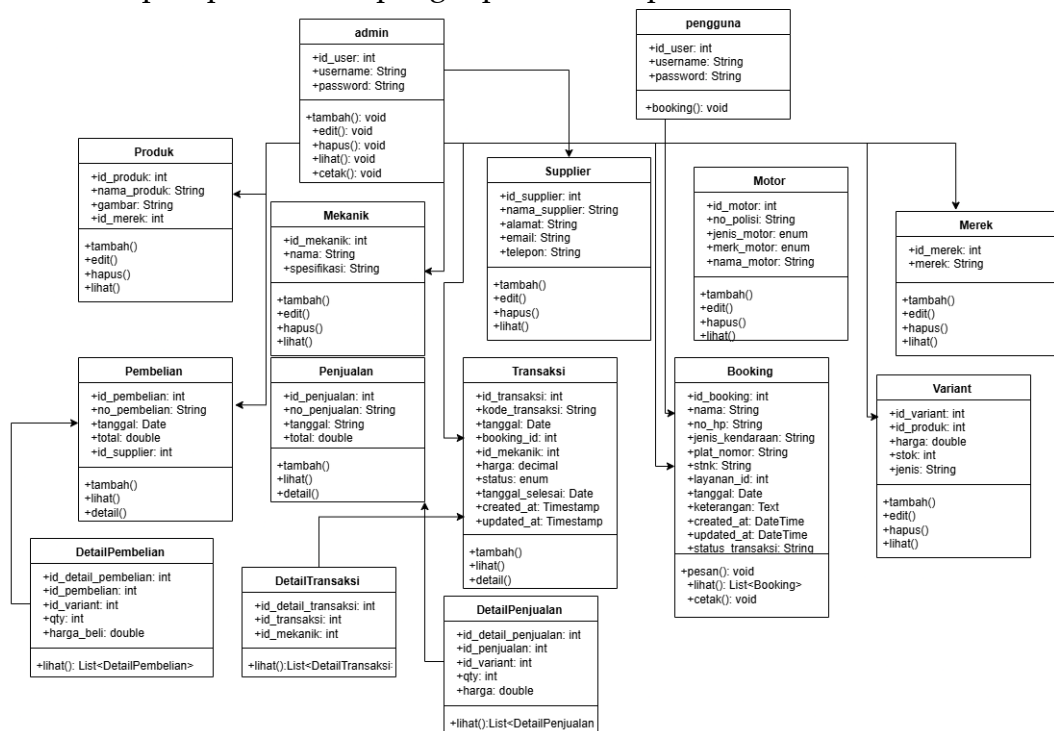 admin
+id_user: int
+username: String
+password: String
+tambah(): void
+edit(): void
+hapus(): void
+lihat(): void
+cetak(): void
pengguna
+id_user: int
+username: String
+password: String
+booking(): void
Produk
+id_produk: int
+nama_produk: String
+gambar: String
+id_merek: int
+tambah()
+edit()
+hapus()
+lihat()
Mekanik
+id_mekanik: int
+nama: String
+spesifikasi: String
+tambah()
+edit()
+hapus()
+lihat()
Supplier
+id_supplier: int
+nama_supplier: String
+alamat: String
+email: String
+telepon: String
+tambah()
+edit()
+hapus()
+lihat()
Motor
+id_motor: int
+no_polisi: String
+jenis_motor: enum
+merk_motor: enum
+nama_motor: String
+tambah()
+edit()
+hapus()
+lihat()
Merek
+id_merek: int
+merek: String
+tambah()
+edit()
+hapus()
+lihat()
Pembelian
+id_pembelian: int
+no_pembelian: String
+tanggal: Date
+total: double
+id_supplier: int
+tambah()
+lihat()
+detail()
Penjualan
+id_penjualan: int
+no_penjualan: String
+tanggal: String
+total: double
+tambah()
+lihat()
+detail()
Transaksi
+id_transaksi: int
+kode_transaksi: String
+tanggal: Date
+booking_id: int
+id_mekanik: int
+harga: decimal
+status: enum
+tanggal_selesai: Date
+created_at: Timestamp
+updated_at: Timestamp
+tambah()
+lihat()
+detail()
Booking
+id_booking: int
+nama: String
+no_hp: String
+jenis_kendaraan: String
+plat_nomor: String
+stnk: String
+layanan_id: int
+tanggal: Date
+keterangan: Text
+created_at: DateTime
+updated_at: DateTime
+status_transaksi: String
+pesan(): void
+lihat(): List<Booking>
+cetak(): void
Variant
+id_variant: int
+id_produk: int
+harga: double
+stok: int
+jenis: String
+tambah()
+edit()
+hapus()
+lihat()
DetailPembelian
+id_detail_pembelian: int
+id_pembelian: int
+id_variant: int
+qty: int
+harga_beli: double
+lihat(): List<DetailPembelian>
DetailTransaksi
+id_detail_transaksi: int
+id_transaksi: int
+id_mekanik: int
+lihat():List<DetailTransaksi
DetailPenjualan
+id_detail_penjualan: int
+id_penjualan: int
+id_variant: int
+qty: int
+harga: double
+lihat():List<DetailPenjualan